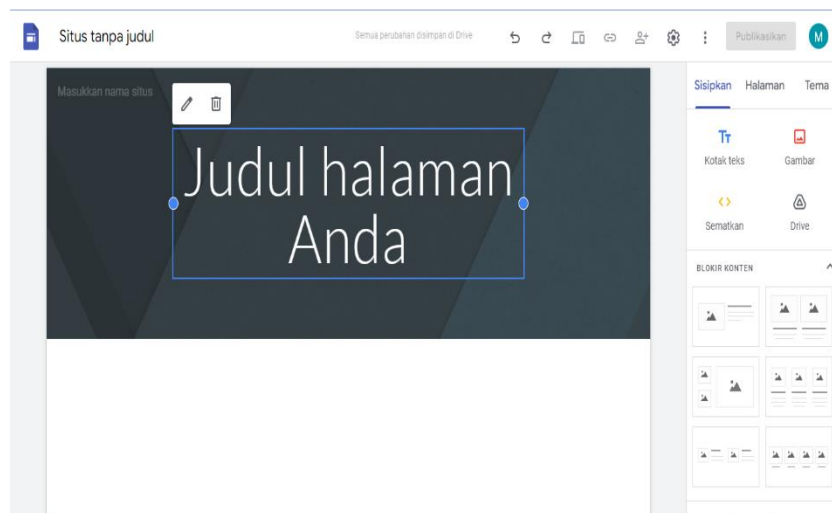 Situs tanpa judul
Semua perubahan disimpan di Drive
Publikasikan
M
Masukkan nama situs
Judul halaman
Anda
Sisipkan Halaman Tema
Kotak teks Gambar
Sematkan Drive
BLOKIR KONTEN